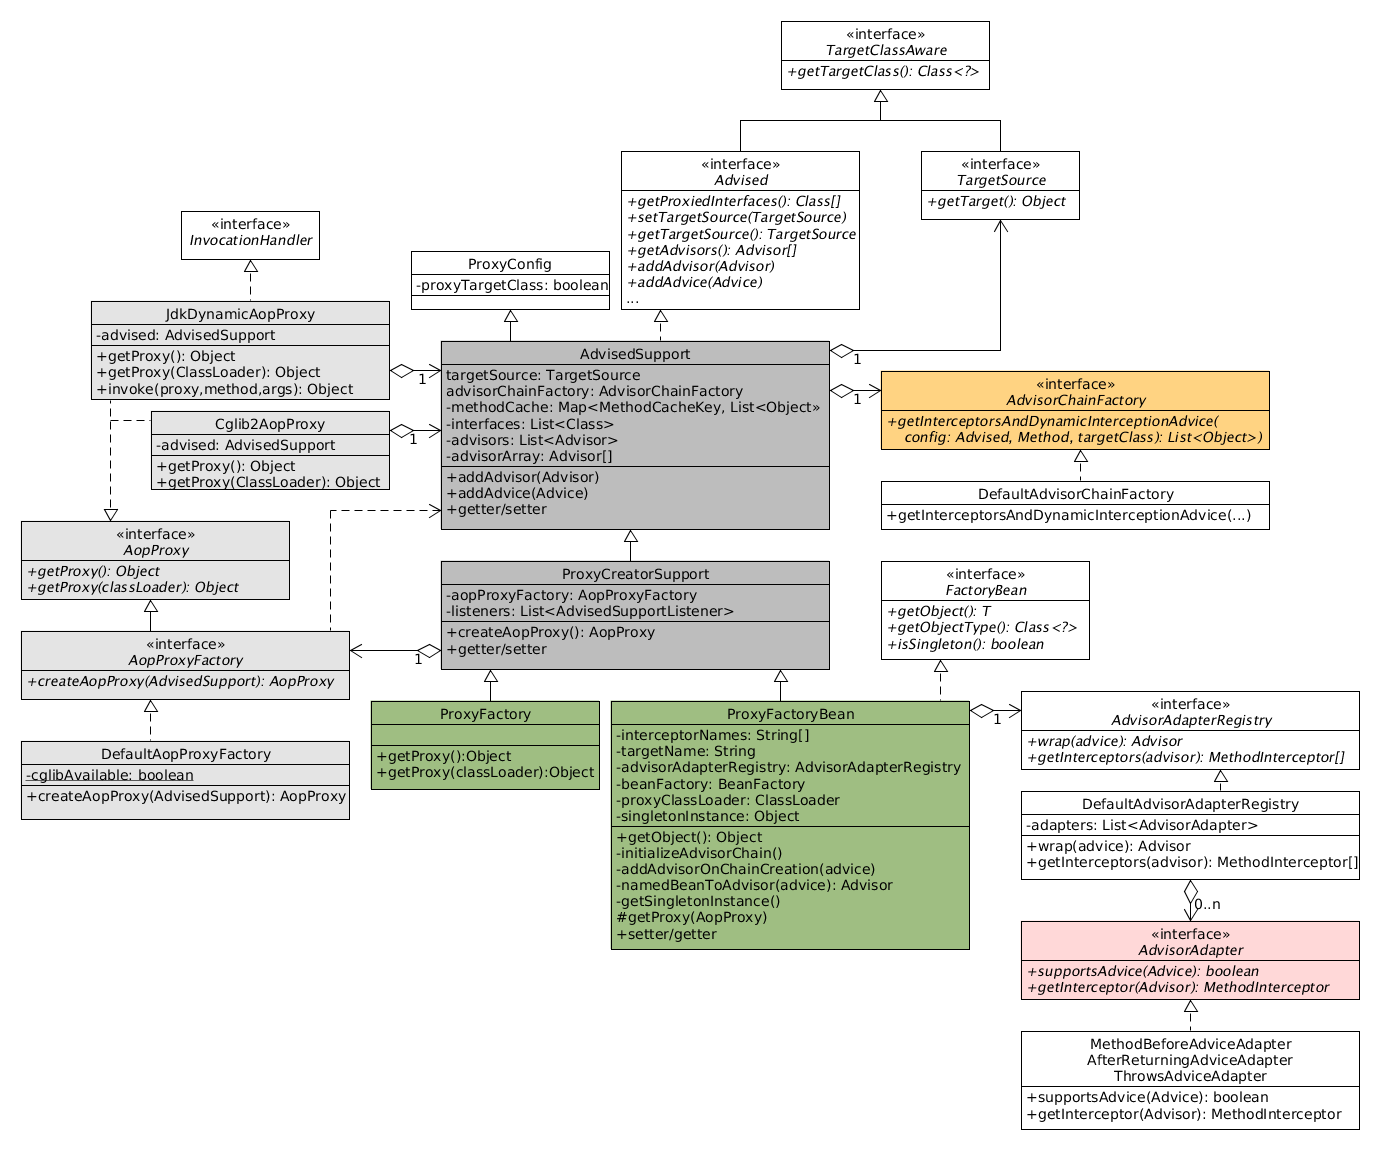 «interface»
TargetClassAware
+getTargetClass(): Class<?>
«interface»
Advised
+getProxiedInterfaces(): Class[]
+setTargetSource(TargetSource)
+getTargetSource(): TargetSource
+getAdvisors(): Advisor[]
+addAdvisor(Advisor)
+addAdvice(Advice)
...
«interface»
TargetSource
+getTarget(): Object
«interface»
InvocationHandler
ProxyConfig
-proxyTargetClass: boolean
JdkDynamicAopProxy
-advised: AdvisedSupport
+getProxy(): Object
+getProxy(ClassLoader): Object
+invoke(proxy,method,args): Object
1
Cglib2AopProxy
-advised: AdvisedSupport
+getProxy(): Object
+getProxy(ClassLoader): Object
1
AdvisedSupport
targetSource: TargetSource
advisorChainFactory: AdvisorChainFactory
-methodCache: Map<MethodCacheKey, List<Object»
-interfaces: List<Class>
-advisors: List<Advisor>
-advisorArray: Advisor[]
+addAdvisor(Advisor)
+addAdvice(Advice)
+getter/setter
1
1
«interface»
AdvisorChainFactory
+getInterceptorsAndDynamicInterceptionAdvice(
config: Advised, Method, targetClass): List<Object>)
DefaultAdvisorChainFactory
+getInterceptorsAndDynamicInterceptionAdvice(...)
«interface»
AopProxy
+getProxy(): Object
+getProxy(classLoader): Object
ProxyCreatorSupport
-aopProxyFactory: AopProxyFactory
-listeners: List<AdvisedSupportListener>
+createAopProxy(): AopProxy
+getter/setter
1
«interface»
FactoryBean
+getObject(): T
+getObjectType(): Class<?>
+isSingleton(): boolean
«interface»
AopProxyFactory
+createAopProxy(AdvisedSupport): AopProxy
DefaultAopProxyFactory
-cglibAvailable: boolean
+createAopProxy(AdvisedSupport): AopProxy
ProxyFactory
+getProxy():Object
+getProxy(classLoader):Object
ProxyFactoryBean
-interceptorNames: String[]
-targetName: String
-advisorAdapterRegistry: AdvisorAdapterRegistry
-beanFactory: BeanFactory
-proxyClassLoader: ClassLoader
-singletonInstance: Object
+getObject(): Object
-initializeAdvisorChain()
-addAdvisorOnChainCreation(advice)
-namedBeanToAdvisor(advice): Advisor
-getSingletonInstance()
#getProxy(AopProxy)
+setter/getter
1
«interface»
AdvisorAdapterRegistry
+wrap(advice): Advisor
+getInterceptors(advisor): MethodInterceptor[]
DefaultAdvisorAdapterRegistry
-adapters: List<AdvisorAdapter>
+wrap(advice): Advisor
+getInterceptors(advisor): MethodInterceptor[]
0..n
«interface»
AdvisorAdapter
+supportsAdvice(Advice): boolean
+getInterceptor(Advisor): MethodInterceptor
MethodBeforeAdviceAdapter
AfterReturningAdviceAdapter
ThrowsAdviceAdapter
+supportsAdvice(Advice): boolean
+getInterceptor(Advisor): MethodInterceptor